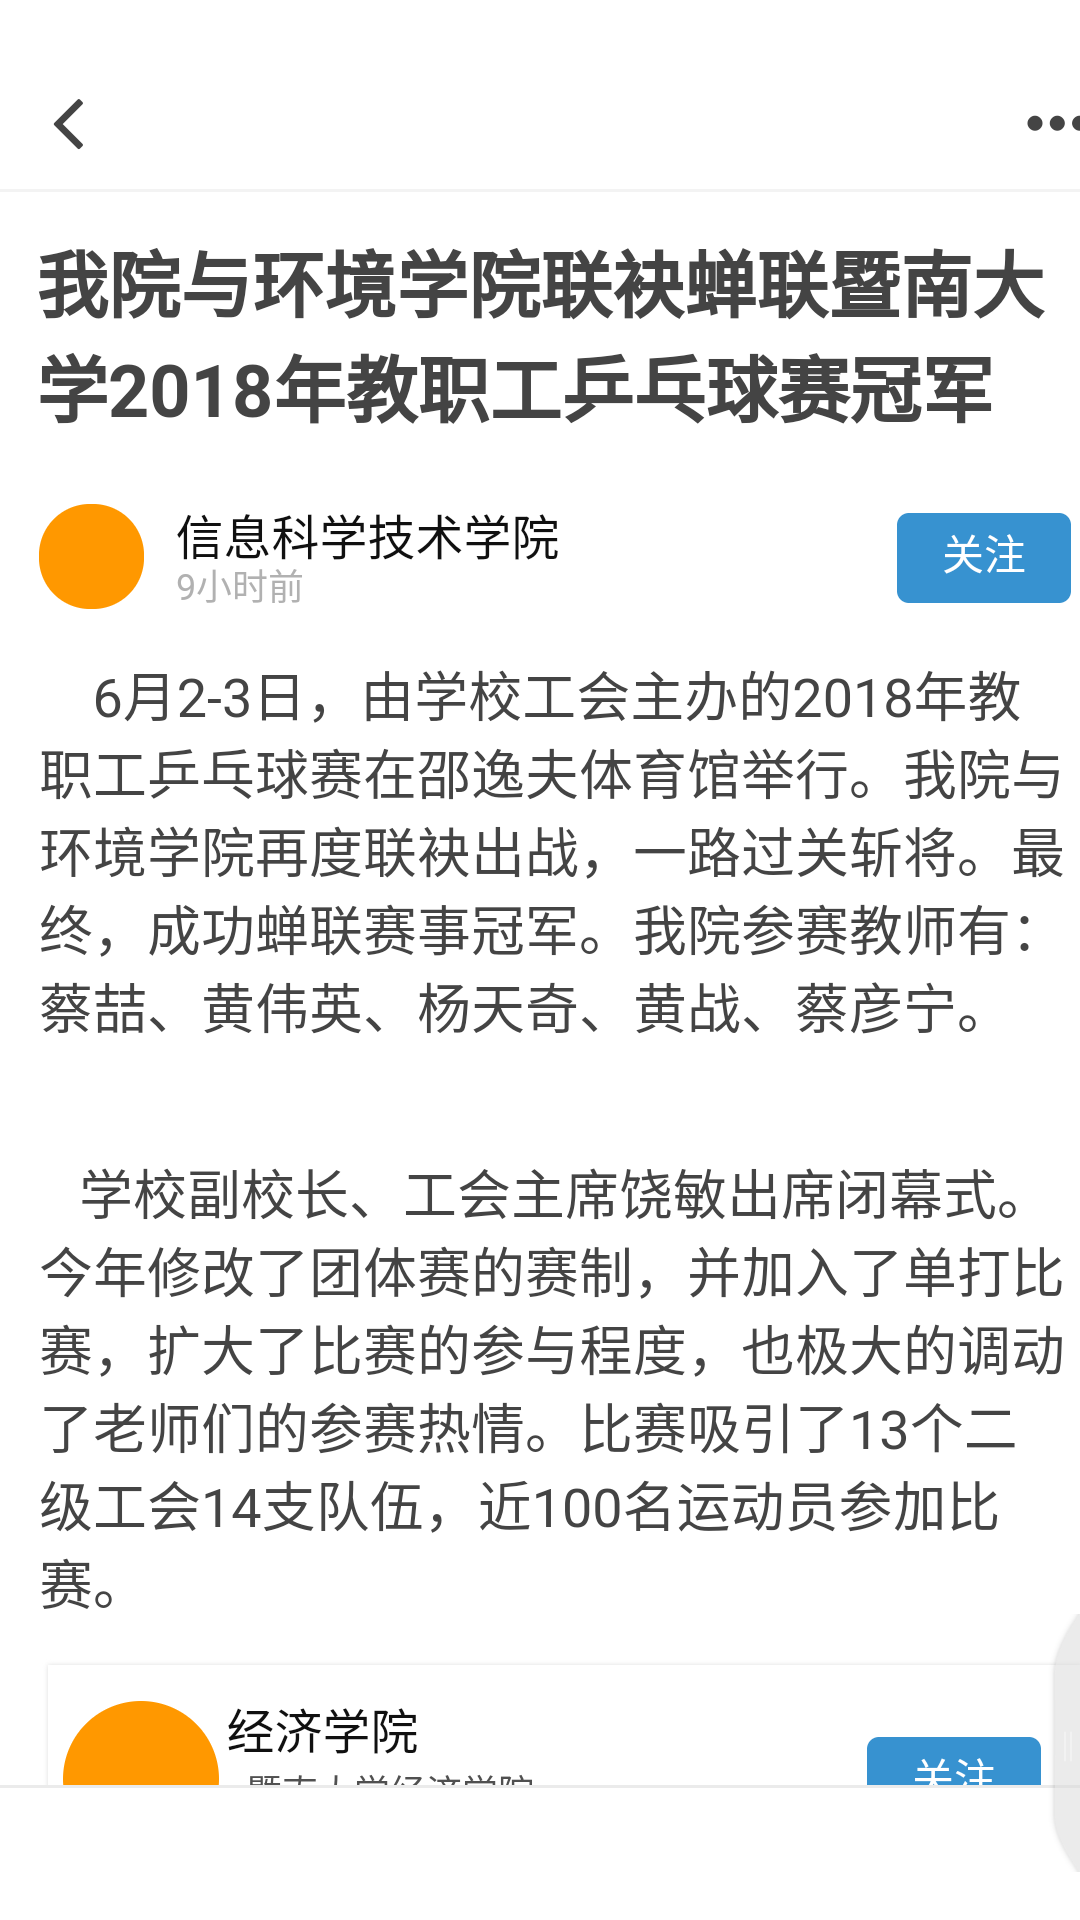 我院与环境学院联袂蝉联暨南大
学2018年教职工乒乓球赛冠军
信息科学技术学院
关注
9小时前
6月2-3日，由学校工会主办的2018年教
职工乒乓球赛在邵逸夫体育馆举行。我院与
环境学院再度联袂出战，一路过关斩将。最
终，成功蝉联赛事冠军。我院参赛教师有：
蔡喆、黄伟英、杨天奇、黄战、蔡彦宁。
学校副校长、工会主席饶敏出席闭幕式。
今年修改了团体赛的赛制，并加入了单打比
赛，扩大了比赛的参与程度，也极大的调动
了老师们的参赛热情。比赛吸引了13个二
级工会14支队伍，近100名运动员参加比
赛。
经济学院
关注
暨南大学经济学院